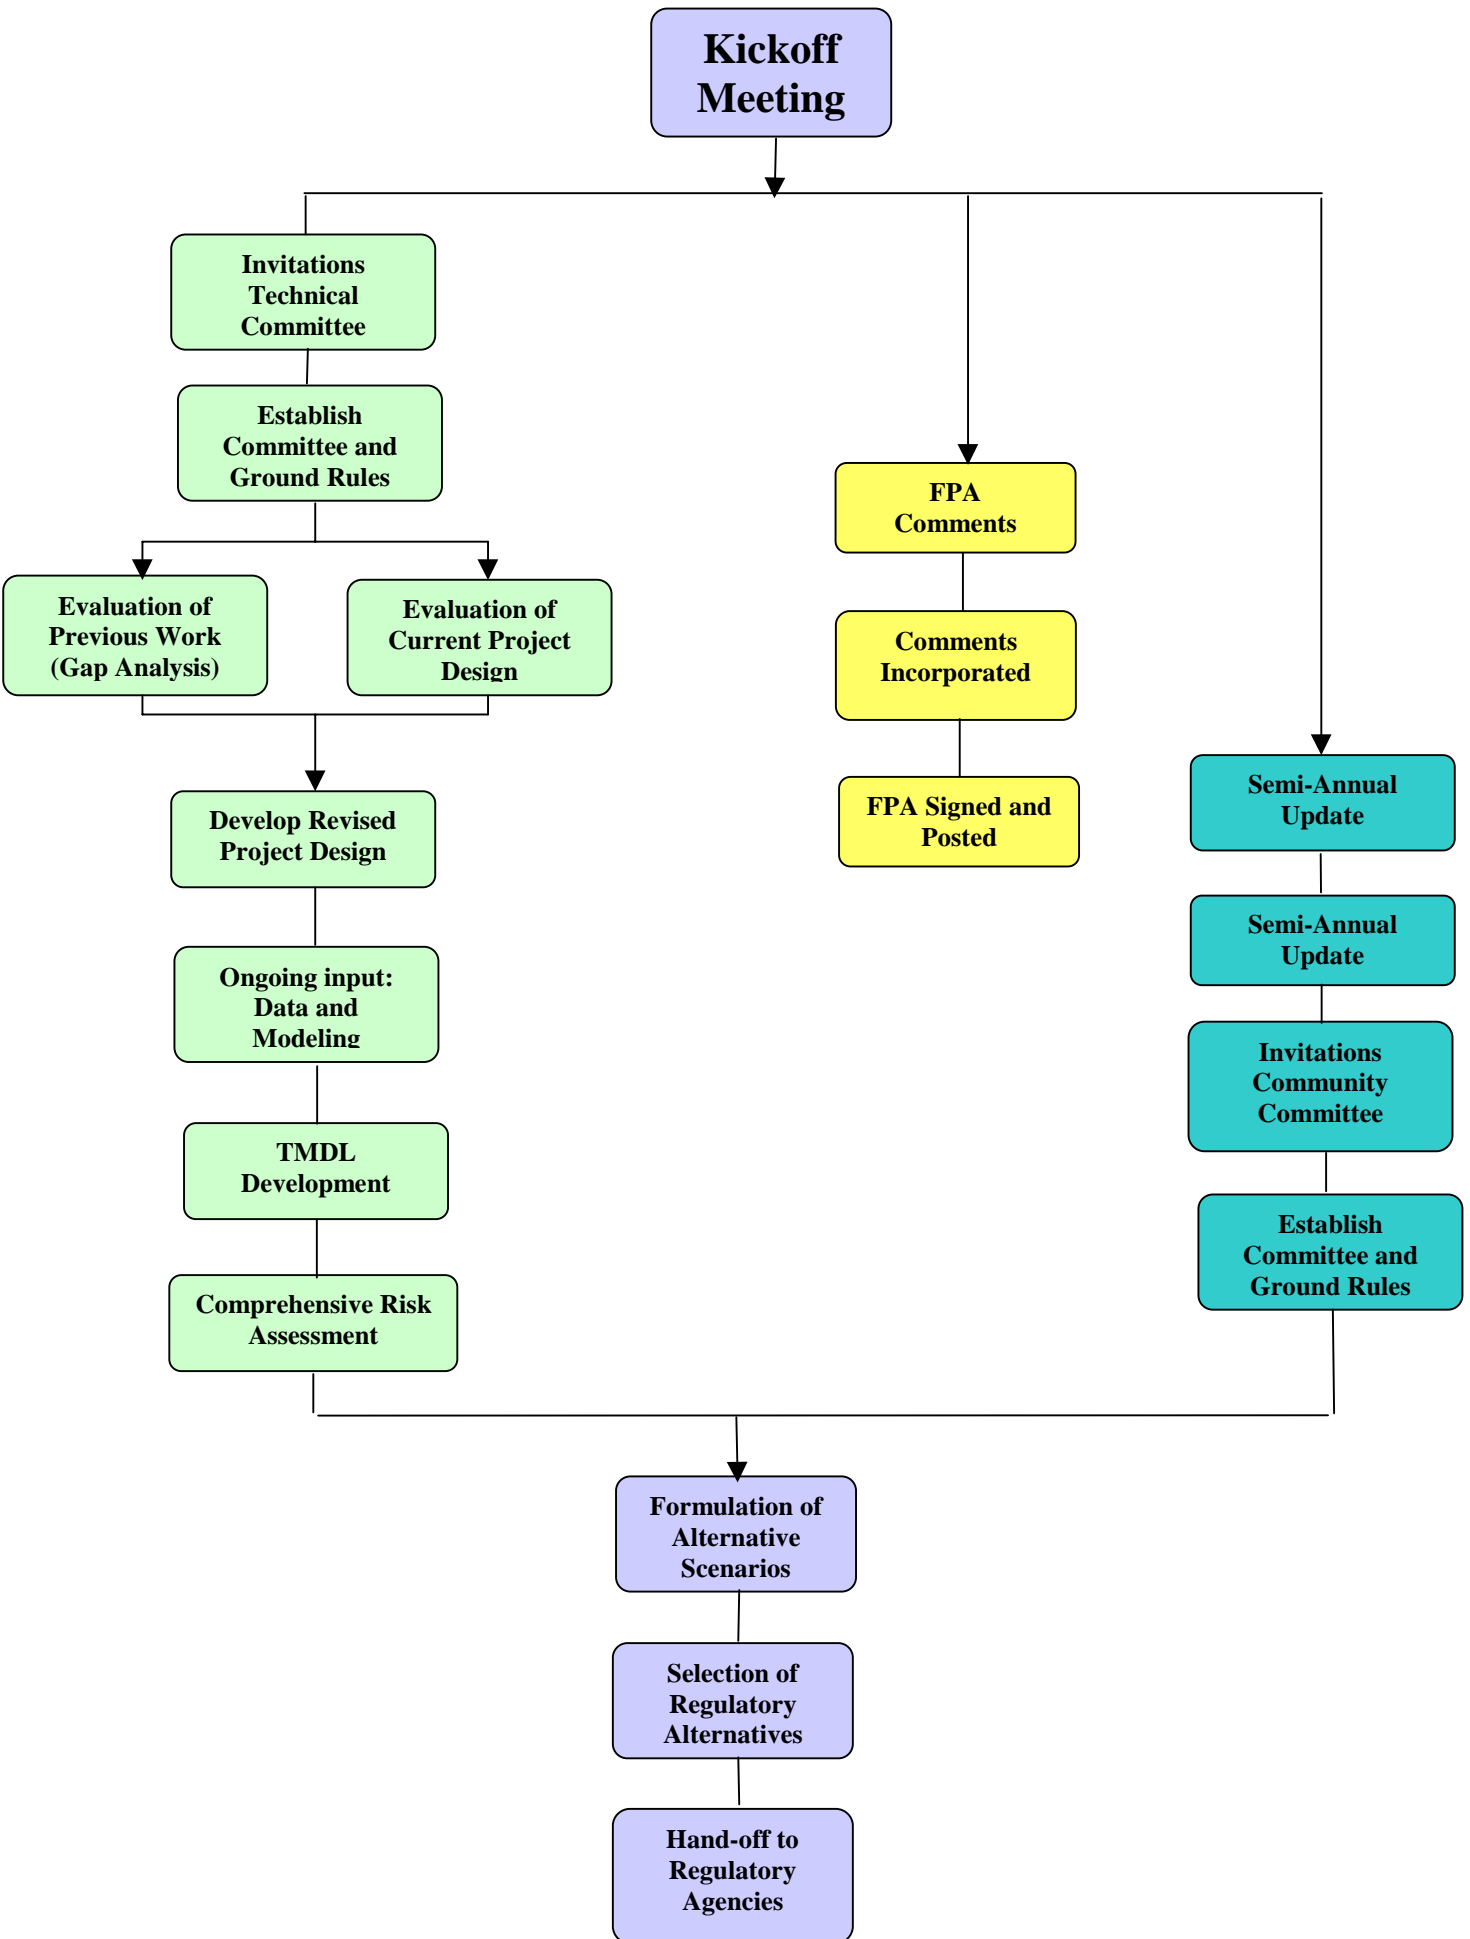 Kickoff
Meeting
Invitations
Technical
Committee
Establish
Committee and
Ground Rules
Evaluation of
Previous Work
(Gap Analysis)
Evaluation of
Current Project
Design
Develop Revised
Project Design
Ongoing input:
Data and
Modeling
TMDL
Development
Comprehensive Risk
Assessment
FPA
Comments
Comments
Incorporated
FPA Signed and
Posted
Semi-Annual
Update
Semi-Annual
Update
Invitations
Community
Committee
Establish
Committee and
Ground Rules
Formulation of
Alternative
Scenarios
Selection of
Regulatory
Alternatives
Hand-off to
Regulatory
Agencies